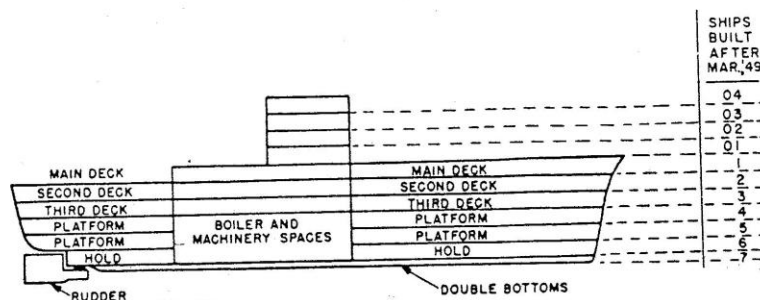 SHIPS
BUILT
AFTER
MAR.,'49
04
03
02
01
MAIN DECK MAIN DECK 1
SECOND DECK SECOND DECK 2
THIRD DECK THIRD DECK 3
PLATFORM BOILER AND PLATFORM 4
MACHINERY SPACES
PLATFORM PLATFORM 5
HOLD HOLD 6
7
RUDDER DOUBLE BOTTOMS